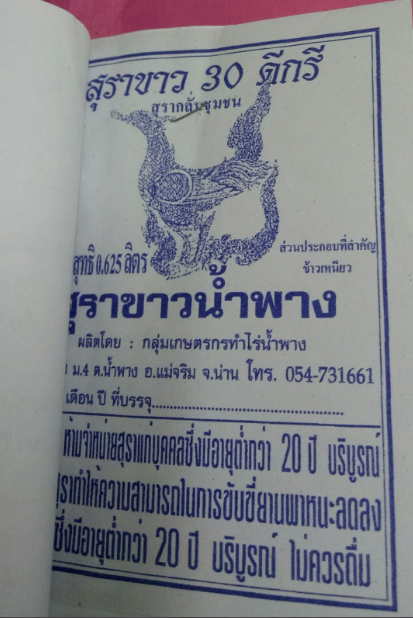 สุราขาว 30 ดีกรี
สุรากลั่นชุมชน
สุทธิ 0.625 ลิตร
ส่วนประกอบที่สำคัญ
ข้าวเหนียว
สุราขาวน้ำพาง
ผลิตโดย : กลุ่มเกษตรกรทำไร่น้ำพาง
ม.4 ต.น้ำพาง อ.แม่จริม จ.น่าน โทร. 054-731661
เดือน ปี ที่บรรจุ........................................
ห้ามจำหน่ายสุราแก่บุคคลซึ่งมีอายุต่ำกว่า 20 ปี บริบูรณ์
สุราทำให้ความสามารถในการขับขี่ยานพาหนะลดลง
ซึ่งมีอายุต่ำกว่า 20 ปี บริบูรณ์ ไม่ควรดื่ม